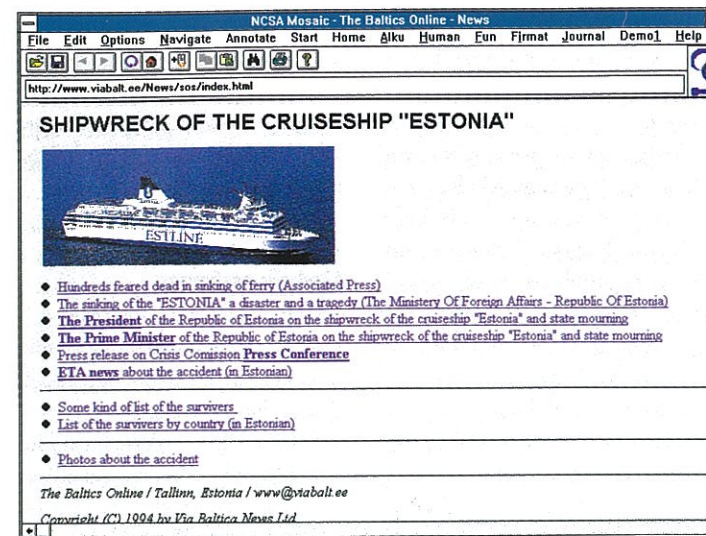 NCSA Mosaic - The Baltics Online - News
File Edit Options Navigate Annotate Start Home Alku Human Fun Firmat Journal Demo1 Help
http://www.viabalt.ee/News/sos/index.html
SHIPWRECK OF THE CRUISESHIP "ESTONIA"
ESTLINE
Hundreds feared dead in sinking of ferry (Associated Press)
The sinking of the "ESTONIA" a disaster and a tragedy (The Ministery Of Foreign Affairs - Republic Of Estonia)
The President of the Republic of Estonia on the shipwreck of the cruiseship "Estonia" and state mourning
The Prime Minister of the Republic of Estonia on the shipwreck of the cruiseship "Estonia" and state mourning
Press release on Crisis Comission Press Conference
ETA news about the accident (in Estonian)
Some kind of list of the survivers
List of the survivers by country (in Estonian)
Photos about the accident
The Baltics Online / Tallinn, Estonia / www@viabalt.ee
Copyright (C) 1994 by Via Baltica News Ltd